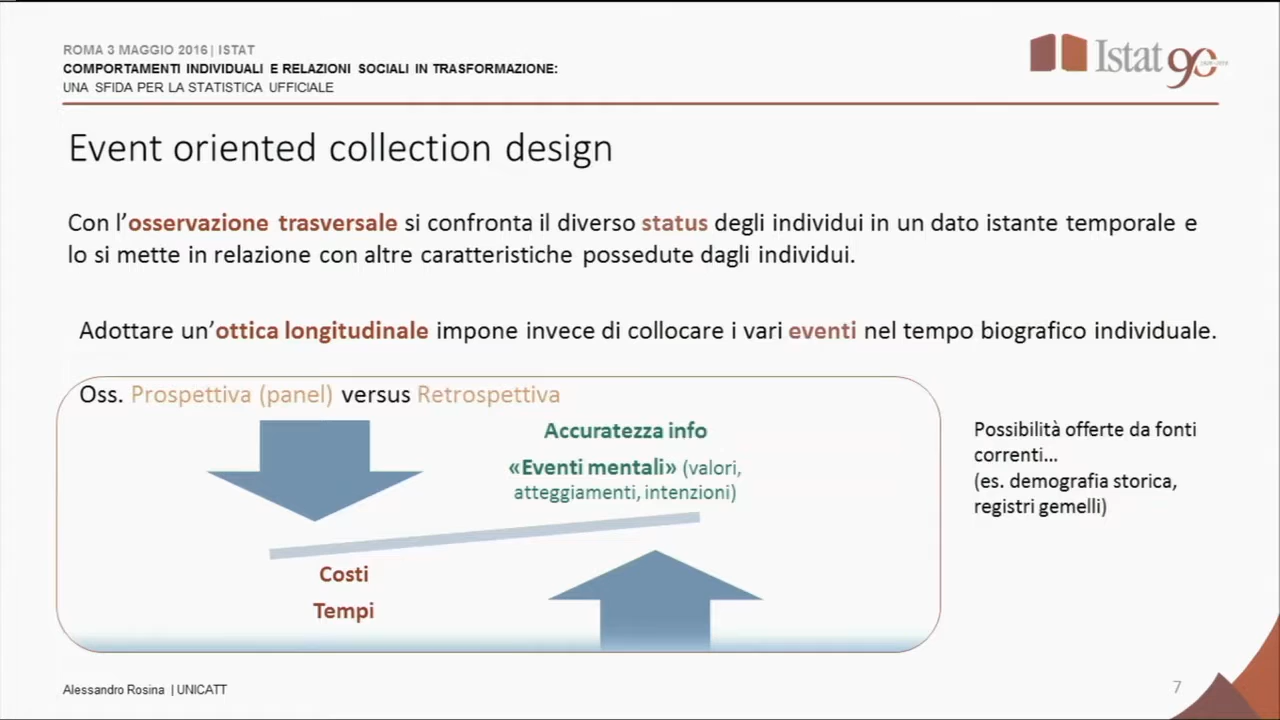 ROMA 3 MAGGIO 2016| ISTAT
COMPORTAMENTI INDIVIDUALI E RELAZIONI SOCIALI IN TRASFORMAZIONE:
UNA SFIDA PER LA STATISTICA UFFICIALE
Istat 90
Event oriented collection design
Con l’osservazione trasversale si confronta il diverso status degli individui in un dato istante temporale e
lo si mette in relazione con altre caratteristiche possedute dagli individui.
Adottare un’ottica longitudinale impone invece di collocare i vari eventi nel tempo biografico individuale.
Oss. Prospettiva (panel) versus Retrospettiva
Accuratezza info
«Eventi mentali» (valori,
atteggiamenti, intenzioni)
Costi
Tempi
Possibilità offerte da fonti
correnti…
(es. demografia storica,
registri gemelli)
Alessandro Rosina | UNICATT
7